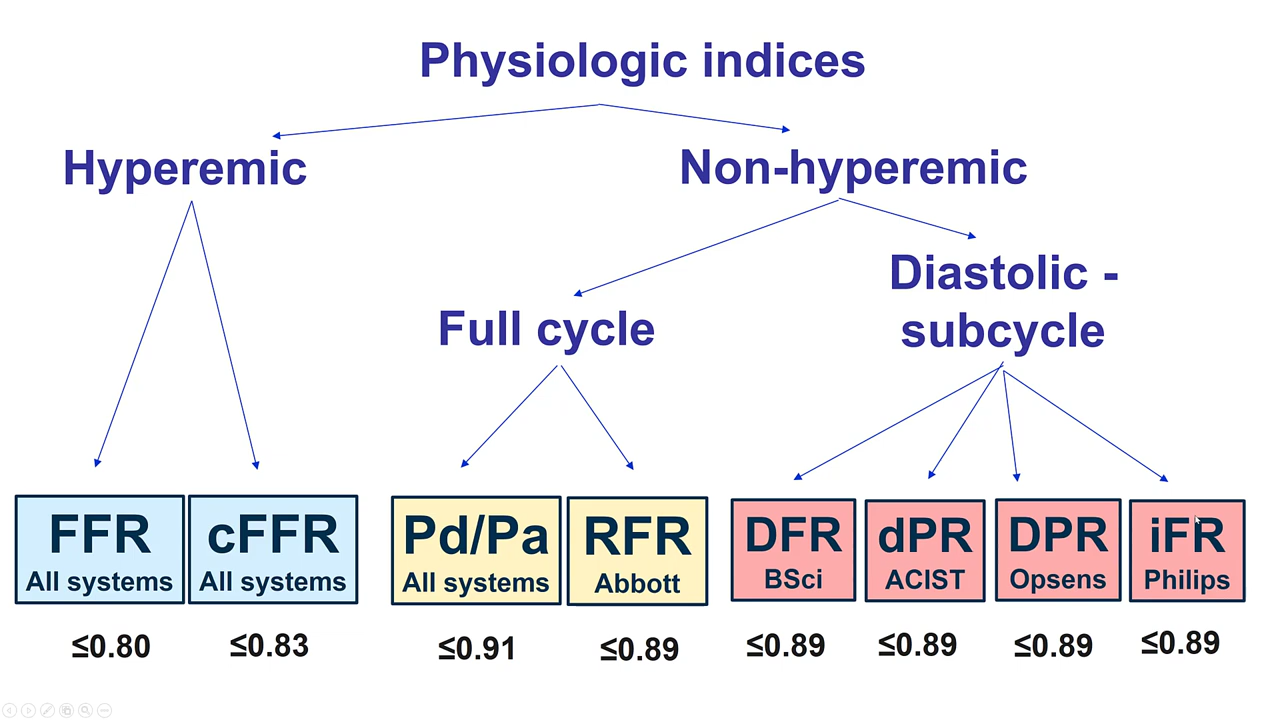 Physiologic indices
Hyperemic
Non-hyperemic
Diastolic -
subcycle
Full cycle
FFR
All systems
cFFR
All systems
Pd/Pa
All systems
RFR
Abbott
DFR
BSci
dPR
ACIST
DPR
Opsens
iFR
Philips
≤0.80
≤0.83
≤0.91
≤0.89
≤0.89
≤0.89
≤0.89
≤0.89